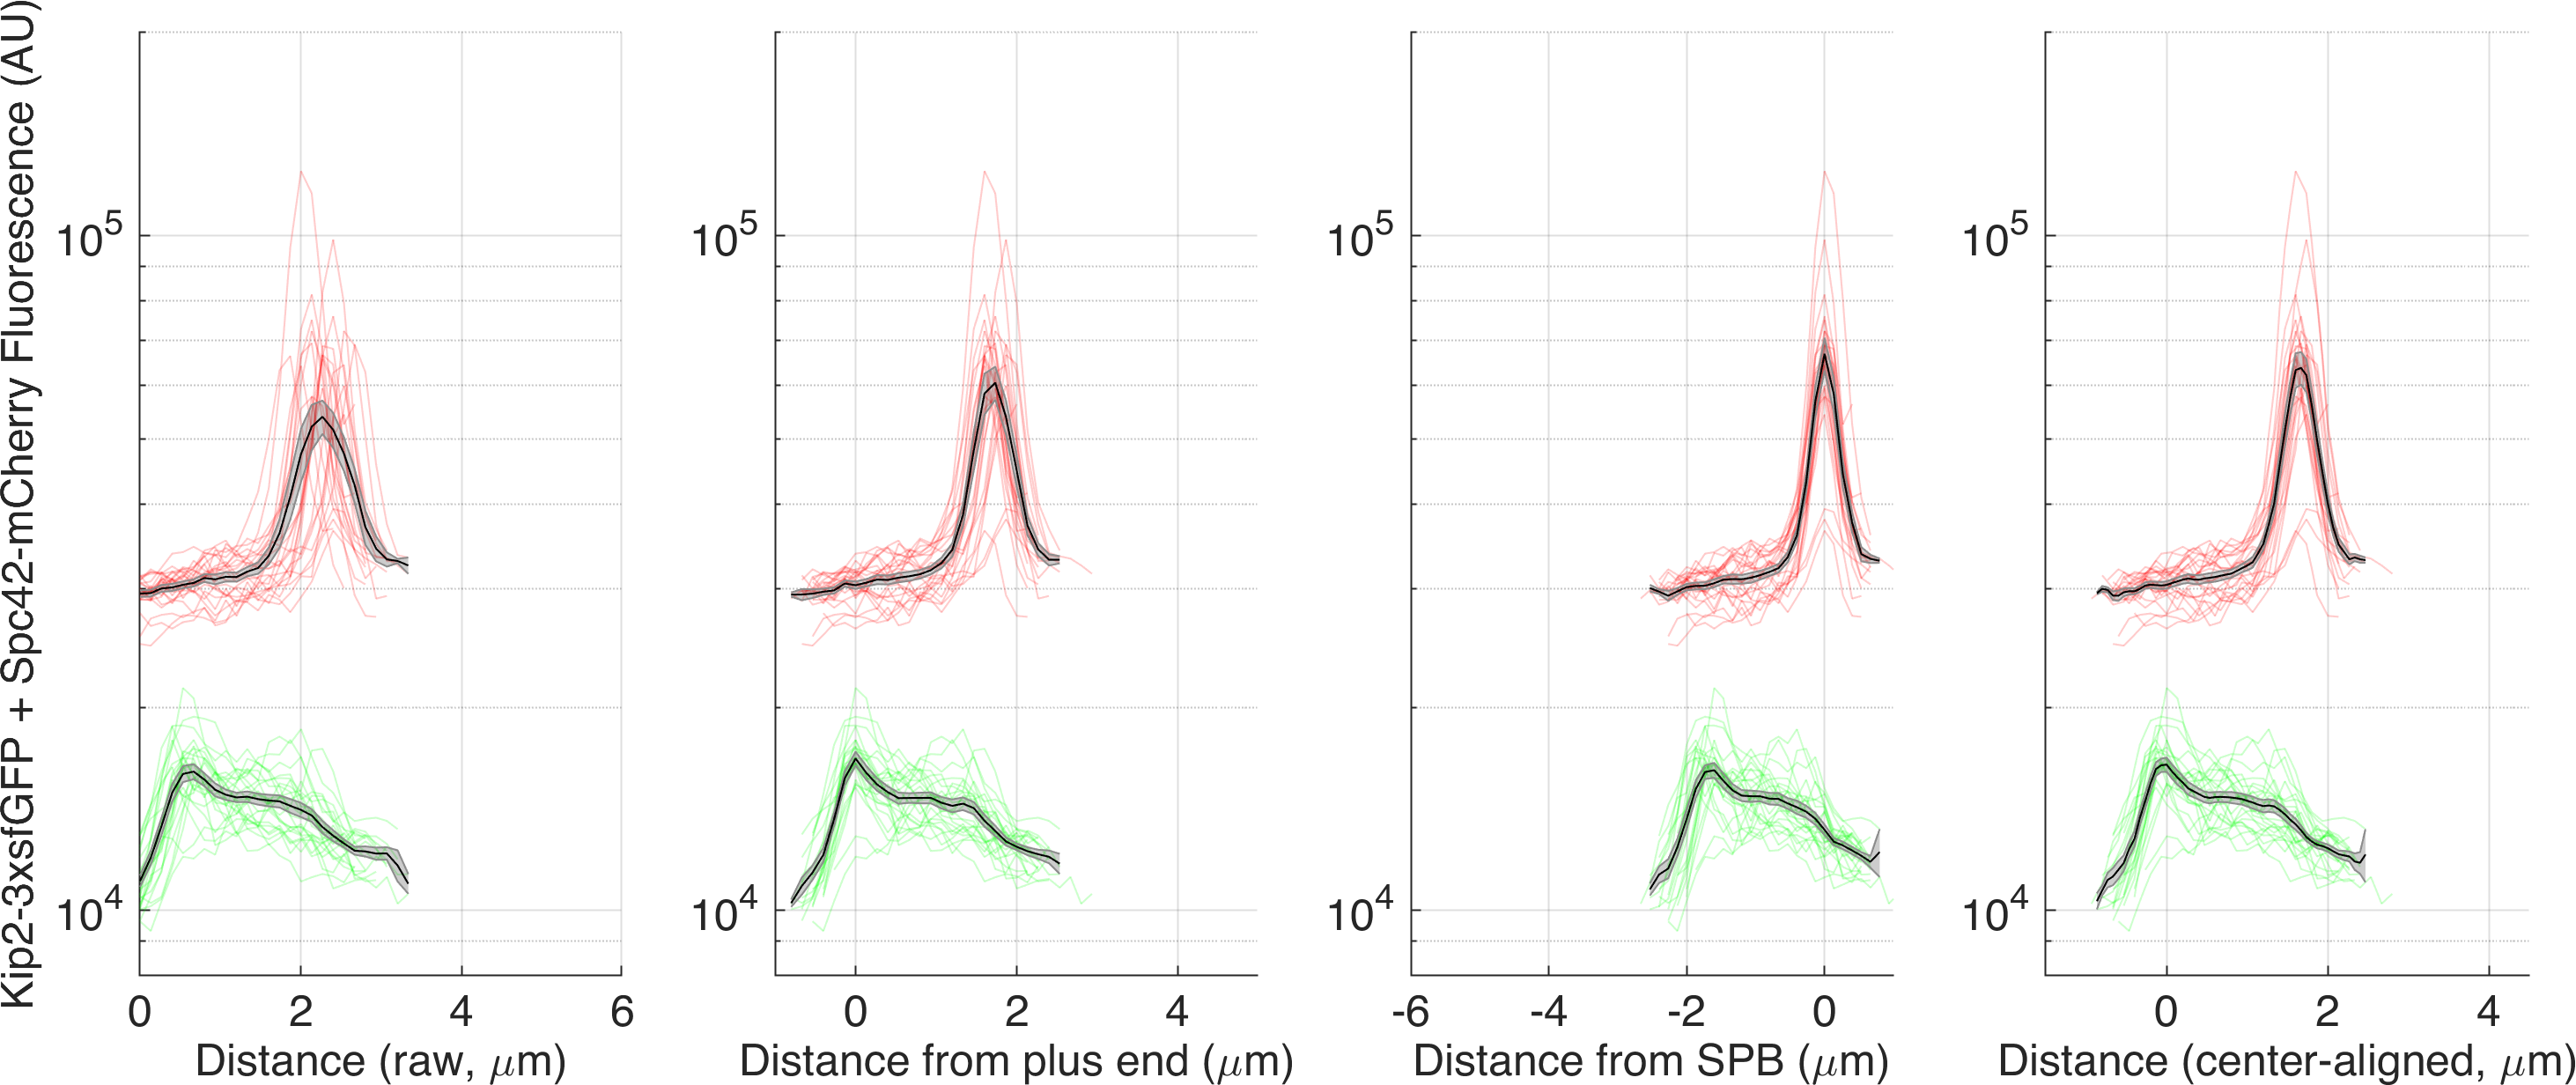 Kip2-3xsfGFP + Spc42-mCherry Fluorescence (AU)
10^5
10^4
0 2 4 6
Distance (raw, μm)
10^5
10^4
0 2 4
Distance from plus end (μm)
10^5
10^4
-6 -4 -2 0
Distance from SPB (μm)
10^5
10^4
0 2 4
Distance (center-aligned, μm)